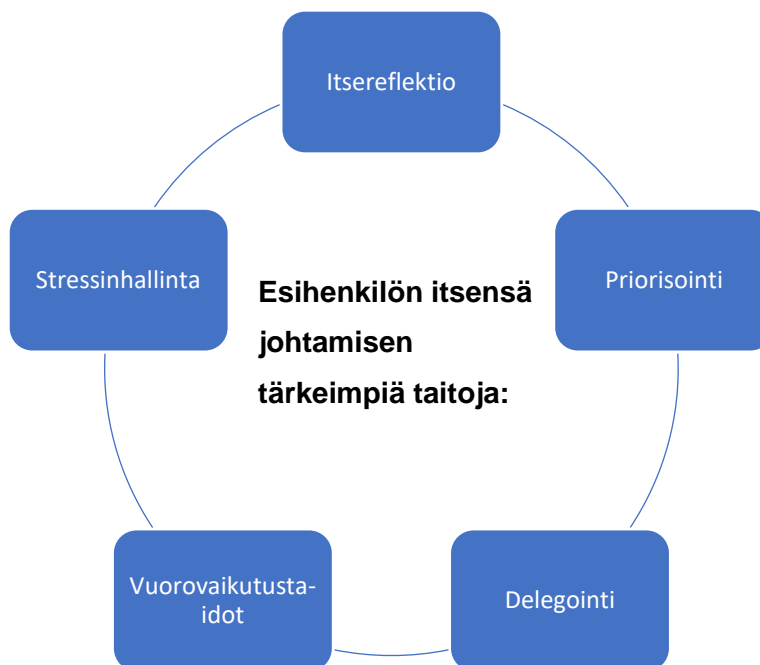 Itsereflektio
Stressinhallinta
Priorisointi
Esihenkilön itsensä
johtamisen
tärkeimpiä taitoja:
Vuorovaikutusta-
idot
Delegointi